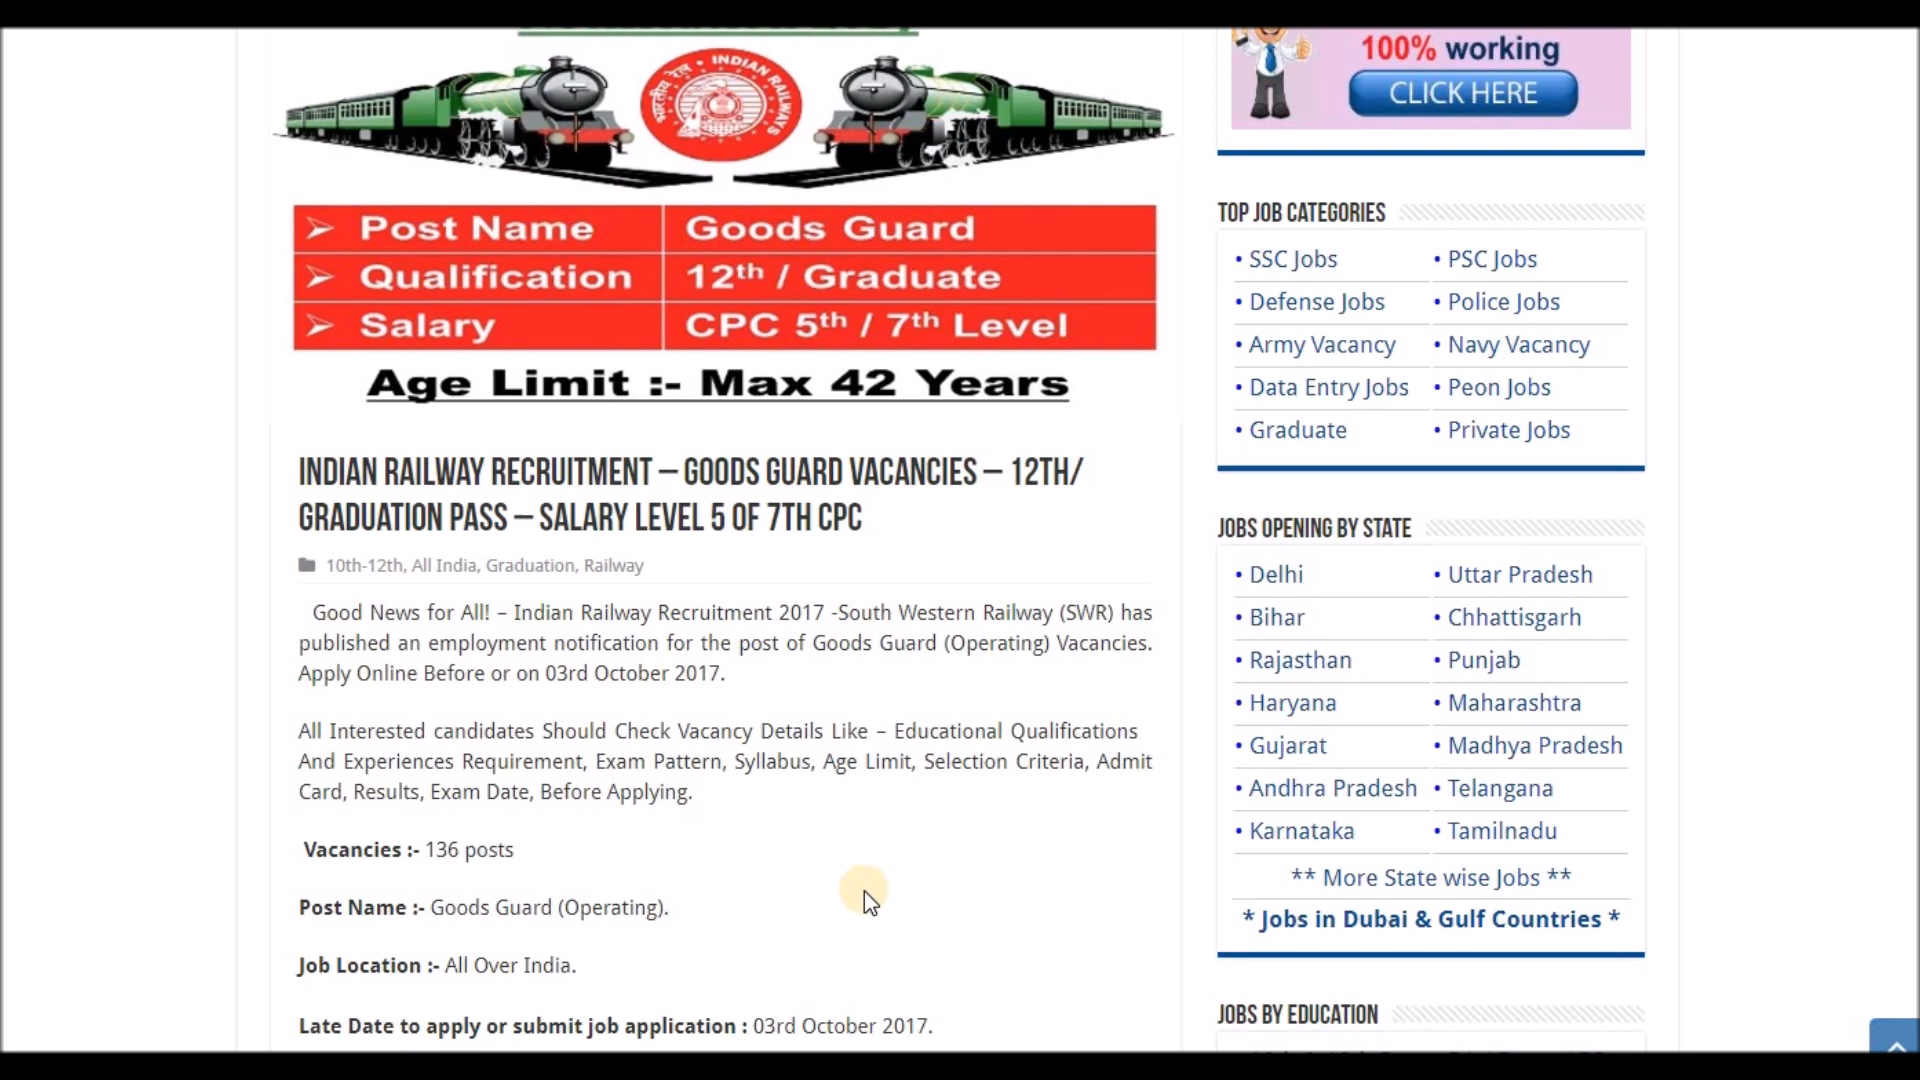 भारतीय रेल • INDIAN RAILWAYS
➢ Post Name Goods Guard
➢ Qualification 12th / Graduate
➢ Salary CPC 5th / 7th Level
Age Limit :- Max 42 Years
INDIAN RAILWAY RECRUITMENT – GOODS GUARD VACANCIES – 12TH/
GRADUATION PASS – SALARY LEVEL 5 OF 7TH CPC
10th-12th, All India, Graduation, Railway
Good News for All! – Indian Railway Recruitment 2017 -South Western Railway (SWR) has
published an employment notification for the post of Goods Guard (Operating) Vacancies.
Apply Online Before or on 03rd October 2017.
All Interested candidates Should Check Vacancy Details Like – Educational Qualifications
And Experiences Requirement, Exam Pattern, Syllabus, Age Limit, Selection Criteria, Admit
Card, Results, Exam Date, Before Applying.
Vacancies :- 136 posts
Post Name :- Goods Guard (Operating).
Job Location :- All Over India.
Late Date to apply or submit job application : 03rd October 2017.
100% working
CLICK HERE
TOP JOB CATEGORIES
• SSC Jobs • PSC Jobs
• Defense Jobs • Police Jobs
• Army Vacancy • Navy Vacancy
• Data Entry Jobs • Peon Jobs
• Graduate • Private Jobs
JOBS OPENING BY STATE
• Delhi • Uttar Pradesh
• Bihar • Chhattisgarh
• Rajasthan • Punjab
• Haryana • Maharashtra
• Gujarat • Madhya Pradesh
• Andhra Pradesh • Telangana
• Karnataka • Tamilnadu
** More State wise Jobs **
* Jobs in Dubai & Gulf Countries *
JOBS BY EDUCATION